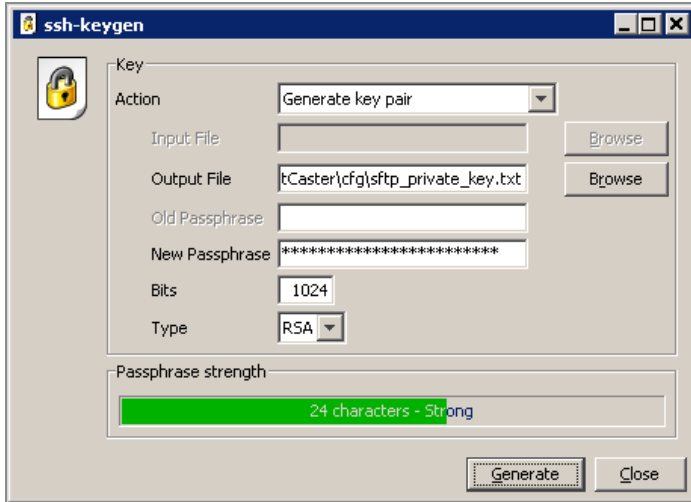 ssh-keygen
Key
Action Generate key pair
Input File Browse
Output File tCaster\cfg\sftp_private_key.txt Browse
Old Passphrase
New Passphrase ************************
Bits 1024
Type RSA
Passphrase strength
24 characters - Strong
Generate Close